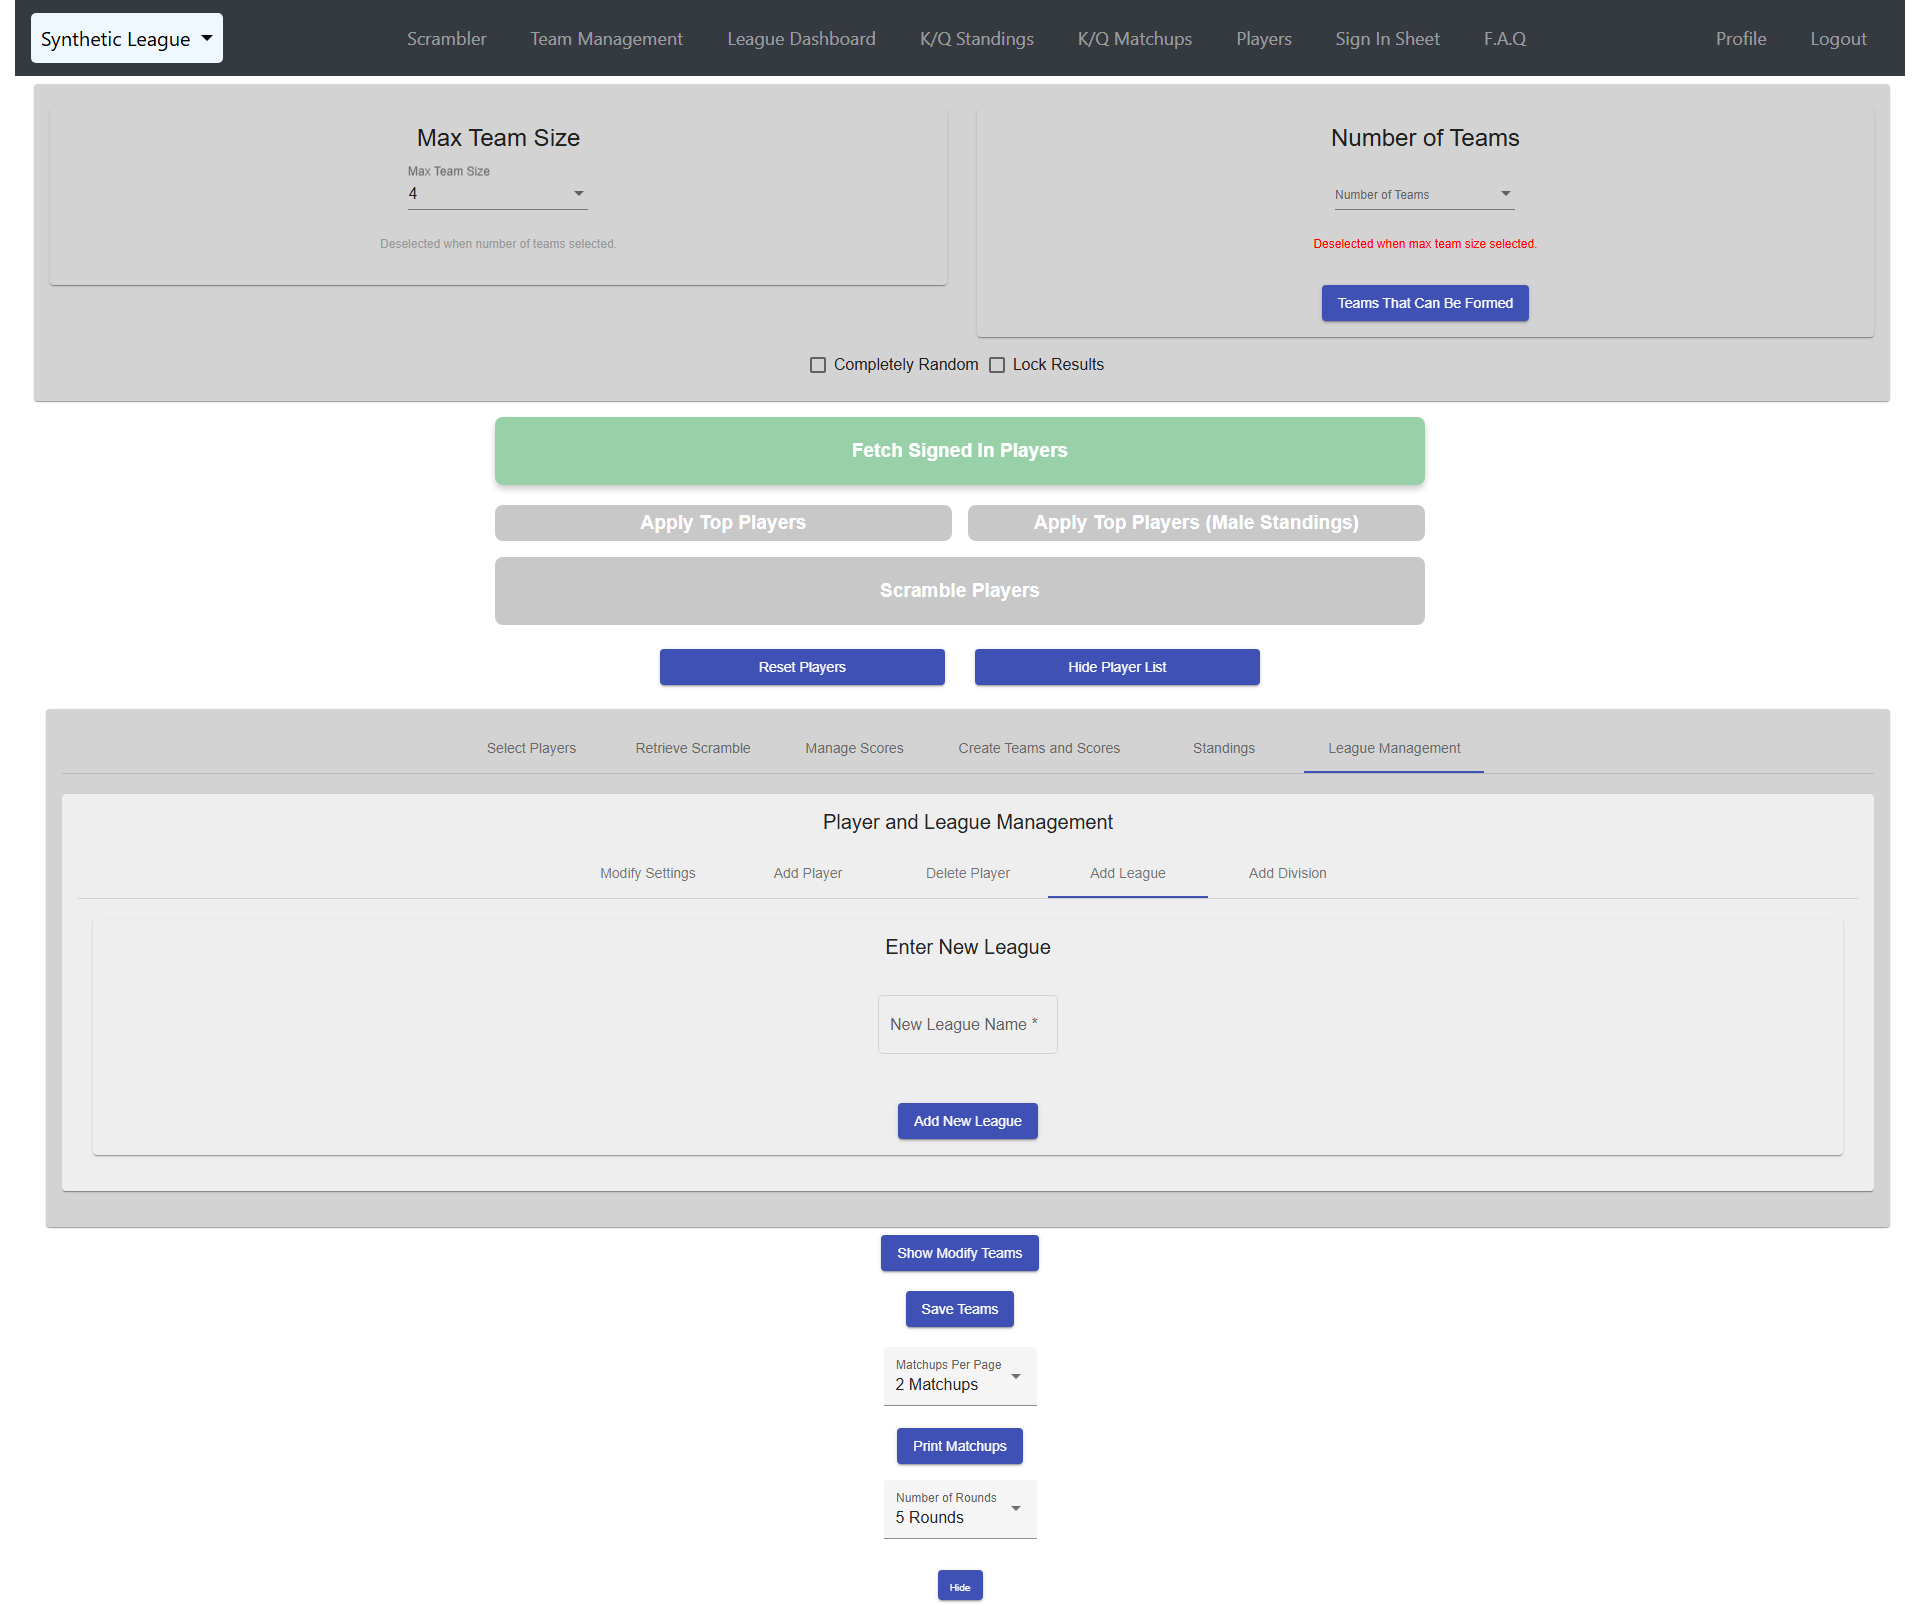 Synthetic League
Scrambler
Team Management
League Dashboard
K/Q Standings
K/Q Matchups
Players
Sign In Sheet
F.A.Q
Profile
Logout
Max Team Size
Max Team Size
4
Deselected when number of teams selected.
Number of Teams
Number of Teams
Deselected when max team size selected.
Teams That Can Be Formed
Completely Random
Lock Results
Fetch Signed In Players
Apply Top Players
Apply Top Players (Male Standings)
Scramble Players
Reset Players
Hide Player List
Select Players
Retrieve Scramble
Manage Scores
Create Teams and Scores
Standings
League Management
Player and League Management
Modify Settings
Add Player
Delete Player
Add League
Add Division
Enter New League
New League Name *
Add New League
Show Modify Teams
Save Teams
Matchups Per Page
2 Matchups
Print Matchups
Number of Rounds
5 Rounds
Hide